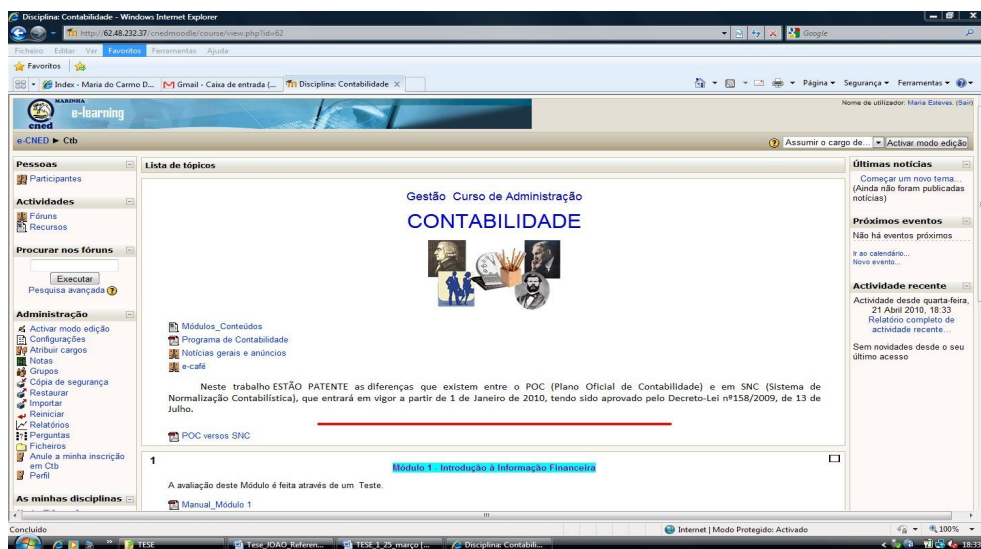 Disciplina: Contabilidade - Windows Internet Explorer
http://62.48.232.37/cnedmoodle/course/view.php?id=62
Google
Ficheiro Editar Ver Favoritos Ferramentas Ajuda
Favoritos
Index - Maria do Carmo D... Gmail - Caixa de entrada (... Disciplina: Contabilidade
Página Segurança Ferramentas
MARINHA
e-learning
cned
Nome de utilizador: Maria Esteves. (Sair)
e-CNED ► Ctb
Assumir o cargo de... Activar modo edição
Pessoas
Participantes
Actividades
Fóruns
Recursos
Procurar nos fóruns
Executar
Pesquisa avançada
Administração
Activar modo edição
Configurações
Atribuir cargos
Notas
Grupos
Cópia de segurança
Restaurar
Importar
Reiniciar
Relatórios
Perguntas
Ficheiros
Anule a minha inscrição
em Ctb
Perfil
As minhas disciplinas
Lista de tópicos
Gestão Curso de Administração
CONTABILIDADE
Módulos_Conteúdos
Programa de Contabilidade
Notícias gerais e anúncios
e-café
Neste trabalho ESTÃO PATENTE as diferenças que existem entre o POC (Plano Oficial de Contabilidade) e em SNC (Sistema de
Normalização Contabilística), que entrará em vigor a partir de 1 de Janeiro de 2010, tendo sido aprovado pelo Decreto-Lei nº158/2009, de 13 de
Julho.
POC versos SNC
1
Módulo 1 - Introdução à Informação Financeira
A avaliação deste Módulo é feita através de um Teste.
Manual_Módulo 1
Últimas notícias
Começar um novo tema...
(Ainda não foram publicadas
notícias)
Próximos eventos
Não há eventos próximos
Ir ao calendário...
Novo evento...
Actividade recente
Actividade desde quarta-feira,
21 Abril 2010, 18:33
Relatório completo de
actividade recente...
Sem novidades desde o seu
último acesso
Concluído
Internet | Modo Protegido: Activado
100%
TESE
Tese_JOAO_Referen...
TESE_1_25_março [...
Disciplina: Contabili...
18:33